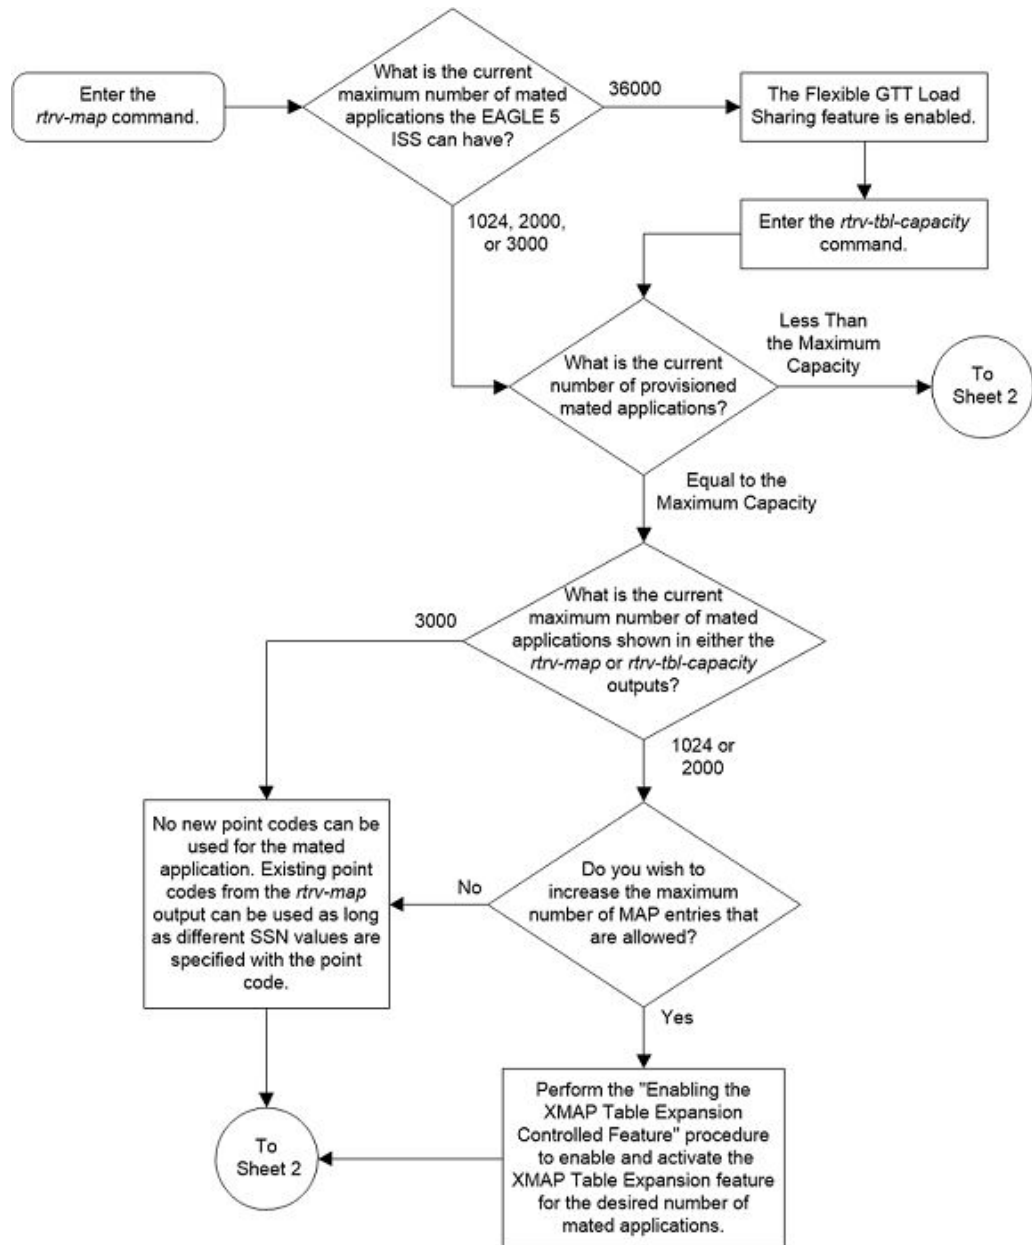 Enter the
rtrv-map command.
What is the current
maximum number of mated
applications the EAGLE 5
ISS can have?
36000
The Flexible GTT Load
Sharing feature is enabled.
1024, 2000,
or 3000
Enter the rtrv-tbl-capacity
command.
What is the current
number of provisioned
mated applications?
Less Than
the Maximum
Capacity
To
Sheet 2
Equal to the
Maximum Capacity
What is the current
maximum number of mated
applications shown in either the
rtrv-map or rtrv-tbl-capacity
outputs?
3000
1024 or
2000
No new point codes can be
used for the mated
application. Existing point
codes from the rtrv-map
output can be used as long
as different SSN values are
specified with the point
code.
No
Do you wish to
increase the maximum
number of MAP entries that
are allowed?
Yes
Perform the "Enabling the
XMAP Table Expansion
Controlled Feature" procedure
to enable and activate the
XMAP Table Expansion feature
for the desired number of
mated applications.
To
Sheet 2